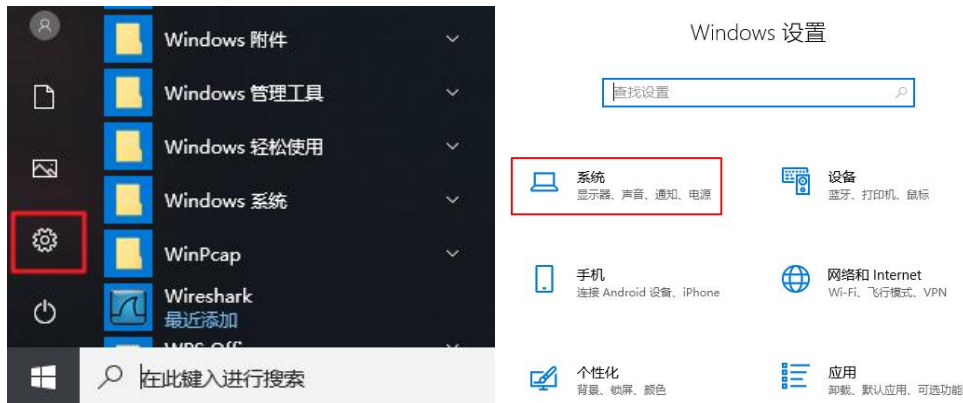 Windows 附件
Windows 管理工具
Windows 轻松使用
Windows 系统
WinPcap
Wireshark
最近添加
在此键入进行搜索
Windows 设置
查找设置
系统
显示器、声音、通知、电源
设备
蓝牙、打印机、鼠标
手机
连接 Android 设备、iPhone
网络和 Internet
Wi-Fi、飞行模式、VPN
个性化
背景、锁屏、颜色
应用
卸载、默认应用、可选功能